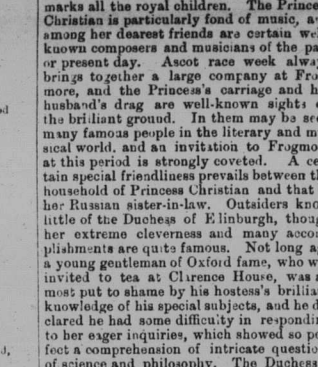 marks all the royal children. The Prince
Christian is particularly fond of music, a
among her dearest friends are certain we
known composers and musicians of the pa
or present day. Ascot race week alwa
brings together a large company at Fro
more, and the Princess's carriage and h
husband's drag are well-known sights
the brilliant ground. In them may be se
many famous people in the literary and m
sical world, and an invitation to Frogmo
at this period is strongly coveted. A ce
tain special friendliness prevails between t
household of Princess Christian and that
her Russian sister-in-law. Outsiders kno
little of the Duchess of Elinburgh, thoug
her extreme cleverness and many accom
plishments are quite famous. Not long a
a young gentleman of Oxford fame, who w
invited to tea at Clarence House, was a
most put to shame by his hostess's brillia
knowledge of his special subjects, and he d
clared he had some difficulty in respondi
to her eager inquiries, which showed so pe
fect a comprehension of intricate questio
of science and philosophy. The Duchess